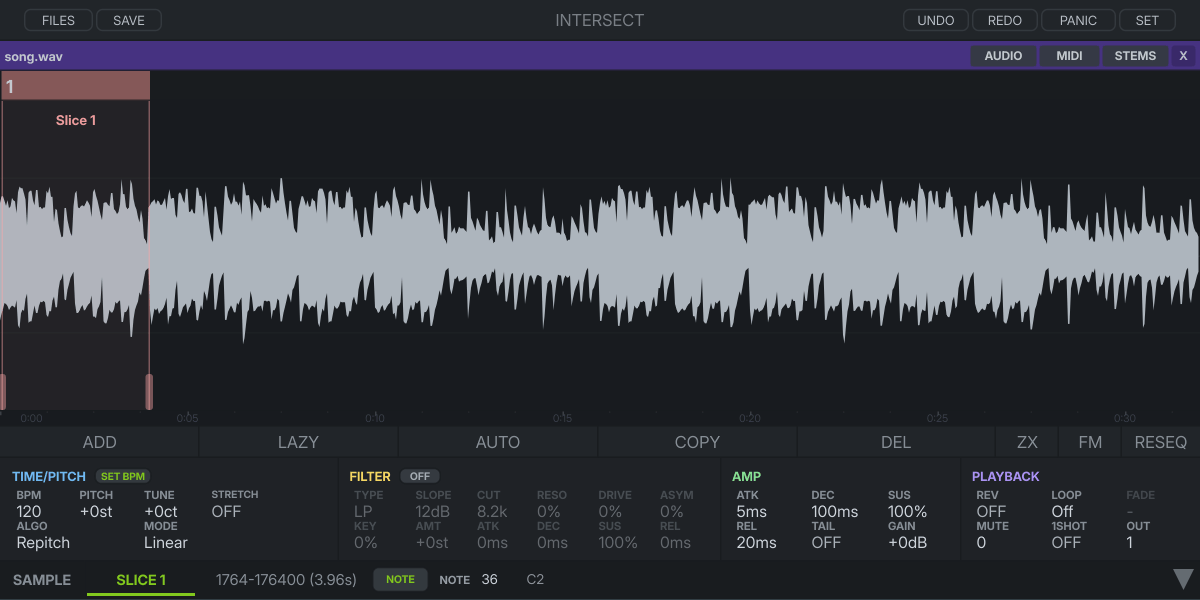 FILES SAVE INTERSECT UNDO REDO PANIC SET
song.wav AUDIO MIDI STEMS X
1
Slice 1
0:00 0:05 0:10 0:15 0:20 0:25 0:30
ADD LAZY AUTO COPY DEL ZX FM RESEQ
TIME/PITCH SET BPM FILTER OFF AMP PLAYBACK
BPM PITCH TUNE STRETCH TYPE SLOPE CUT RESO DRIVE ASYM ATK DEC SUS REV LOOP FADE
120 +0st +0ct OFF LP 12dB 8.2k 0% 0% 0% 5ms 100ms 100% OFF Off -
ALGO MODE KEY AMT ATK DEC SUS REL REL TAIL GAIN MUTE 1SHOT OUT
Repitch Linear 0% +0st 0ms 0ms 100% 0ms 20ms OFF +0dB 0 OFF 1
SAMPLE SLICE 1 1764-176400 (3.96s) NOTE NOTE 36 C2